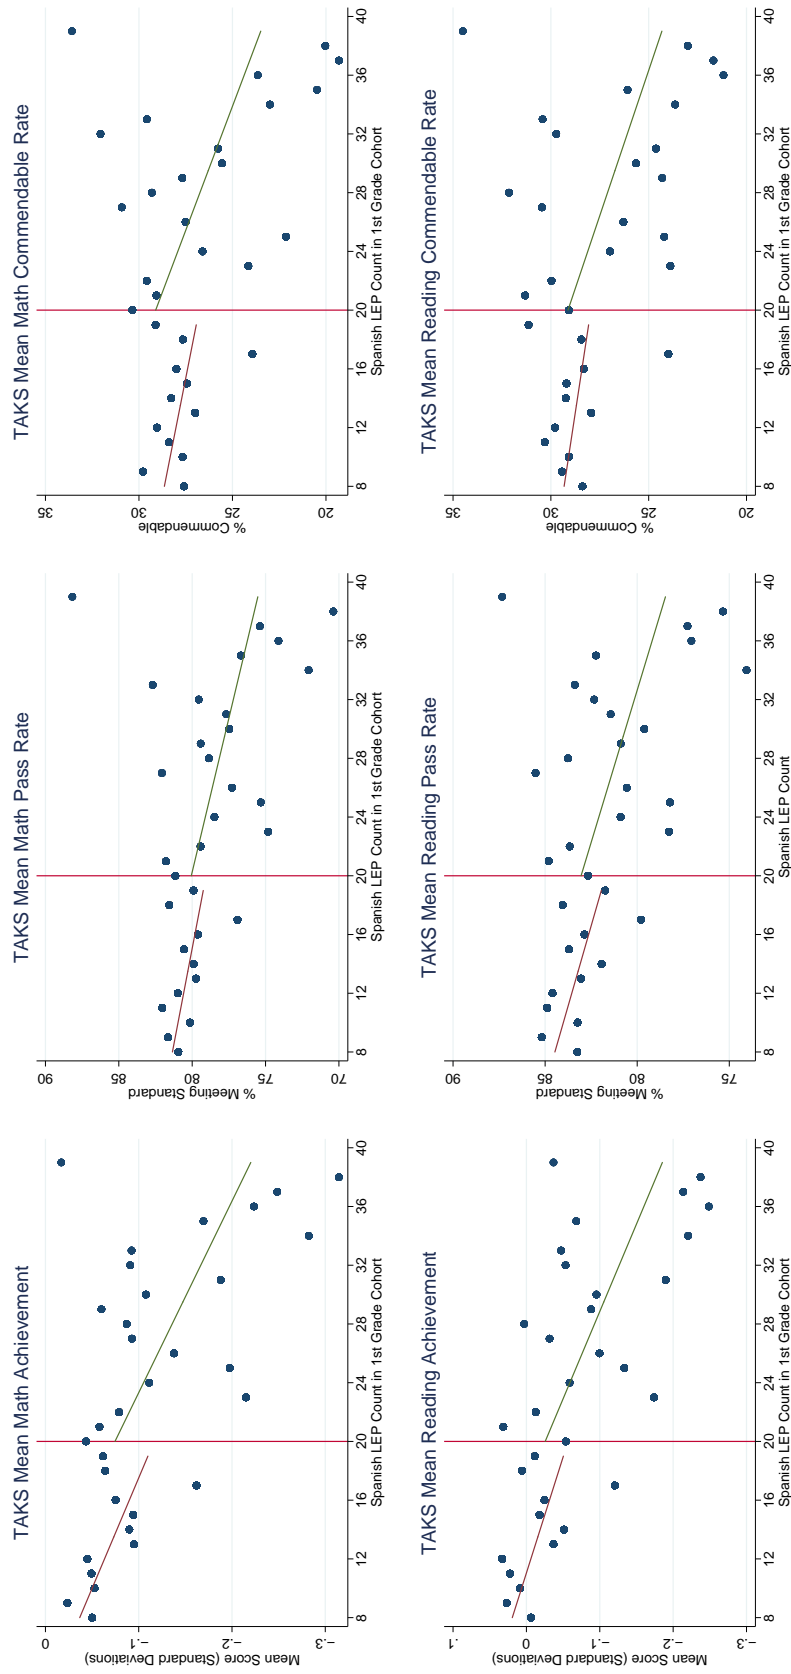 TAKS Mean Math Achievement
0
-.1
-.2
-.3
Mean Score (Standard Deviations)
8 12 16 20 24 28 32 36 40
Spanish LEP Count in 1st Grade Cohort
TAKS Mean Math Pass Rate
90
85
80
75
70
% Meeting Standard
8 12 16 20 24 28 32 36 40
Spanish LEP Count in 1st Grade Cohort
TAKS Mean Math Commendable Rate
35
30
25
20
% Commendable
8 12 16 20 24 28 32 36 40
Spanish LEP Count in 1st Grade Cohort
TAKS Mean Reading Achievement
.1
0
-.1
-.2
-.3
Mean Score (Standard Deviations)
8 12 16 20 24 28 32 36 40
Spanish LEP Count in 1st Grade Cohort
TAKS Mean Reading Pass Rate
90
85
80
75
% Meeting Standard
8 12 16 20 24 28 32 36 40
Spanish LEP Count
TAKS Mean Reading Commendable Rate
35
30
25
20
% Commendable
8 12 16 20 24 28 32 36 40
Spanish LEP Count in 1st Grade Cohort